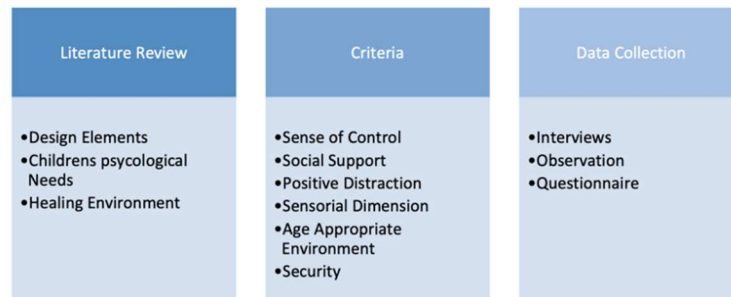 Literature Review
•Design Elements
•Childrens psycological
Needs
•Healing Environment
Criteria
•Sense of Control
•Social Support
•Positive Distraction
•Sensorial Dimension
•Age Appropriate
Environment
•Security
Data Collection
•Interviews
•Observation
•Questionnaire